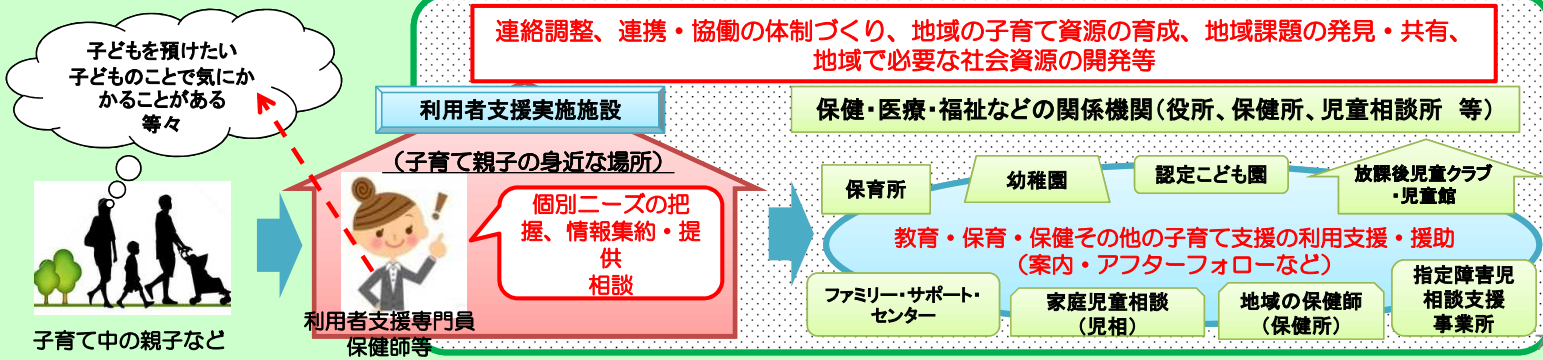 子どもを預けたい
子どものことで気にか
かることがある
等々
子育て中の親子など
連絡調整、連携・協働の体制づくり、地域の子育て資源の育成、地域課題の発見・共有、
地域で必要な社会資源の開発等
利用者支援実施施設
(子育て親子の身近な場所)
個別ニーズの把
握、情報集約・提
供
相談
利用者支援専門員
保健師等
保健・医療・福祉などの関係機関(役所、保健所、児童相談所 等)
保育所
幼稚園
認定こども園
放課後児童クラブ
・児童館
教育・保育・保健その他の子育て支援の利用支援・援助
(案内・アフターフォローなど)
ファミリー・サポート・
センター
家庭児童相談
(児相)
地域の保健師
(保健所)
指定障害児
相談支援
事業所